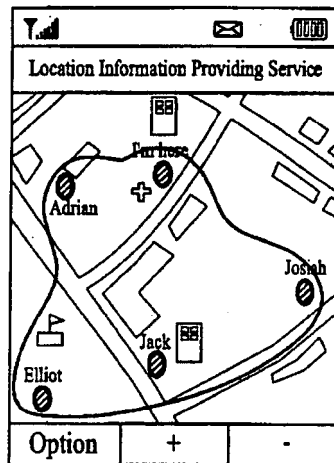 Location Information Providing Service
Adrian
Josiah
Jack
Elliot
Option + -